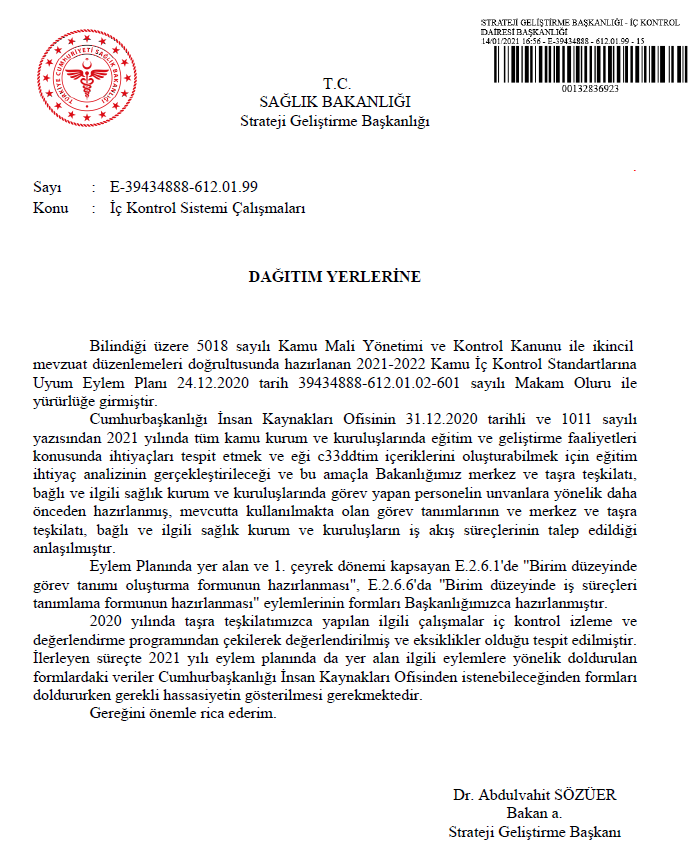 STRATEJİ GELİŞTİRME BAŞKANLIĞI - İÇ KONTROL
DAİRESİ BAŞKANLIĞI
14/01/2021 16:56 - E-39434888 - 612.01.99 - 15
00132836923
TÜRKİYE CUMHURİYETİ SAĞLIK BAKANLIĞI
T.C.
SAĞLIK BAKANLIĞI
Strateji Geliştirme Başkanlığı
Sayı : E-39434888-612.01.99
Konu : İç Kontrol Sistemi Çalışmaları
DAĞITIM YERLERİNE
Bilindiği üzere 5018 sayılı Kamu Mali Yönetimi ve Kontrol Kanunu ile ikincil
mevzuat düzenlemeleri doğrultusunda hazırlanan 2021-2022 Kamu İç Kontrol Standartlarına
Uyum Eylem Planı 24.12.2020 tarih 39434888-612.01.02-601 sayılı Makam Oluru ile
yürürlüğe girmiştir.
Cumhurbaşkanlığı İnsan Kaynakları Ofisinin 31.12.2020 tarihli ve 1011 sayılı
yazısından 2021 yılında tüm kamu kurum ve kuruluşlarında eğitim ve geliştirme faaliyetleri
konusunda ihtiyaçları tespit etmek ve eği c33ddtim içeriklerini oluşturabilmek için eğitim
ihtiyaç analizinin gerçekleştirileceği ve bu amaçla Bakanlığımız merkez ve taşra teşkilatı,
bağlı ve ilgili sağlık kurum ve kuruluşlarında görev yapan personelin unvanlara yönelik daha
önceden hazırlanmış, mevcutta kullanılmakta olan görev tanımlarının ve merkez ve taşra
teşkilatı, bağlı ve ilgili sağlık kurum ve kuruluşların iş akış süreçlerinin talep edildiği
anlaşılmıştır.
Eylem Planında yer alan ve 1. çeyrek dönemi kapsayan E.2.6.1'de "Birim düzeyinde
görev tanımı oluşturma formunun hazırlanması", E.2.6.6'da "Birim düzeyinde iş süreçleri
tanımlama formunun hazırlanması" eylemlerinin formları Başkanlığımızca hazırlanmıştır.
2020 yılında taşra teşkilatımızca yapılan ilgili çalışmalar iç kontrol izleme ve
değerlendirme programından çekilerek değerlendirilmiş ve eksiklikler olduğu tespit edilmiştir.
İlerleyen süreçte 2021 yılı eylem planında da yer alan ilgili eylemlere yönelik doldurulan
formlardaki veriler Cumhurbaşkanlığı İnsan Kaynakları Ofisinden istenebileceğinden formları
doldururken gerekli hassasiyetin gösterilmesi gerekmektedir.
Gereğini önemle rica ederim.
Dr. Abdulvahit SÖZÜER
Bakan a.
Strateji Geliştirme Başkanı